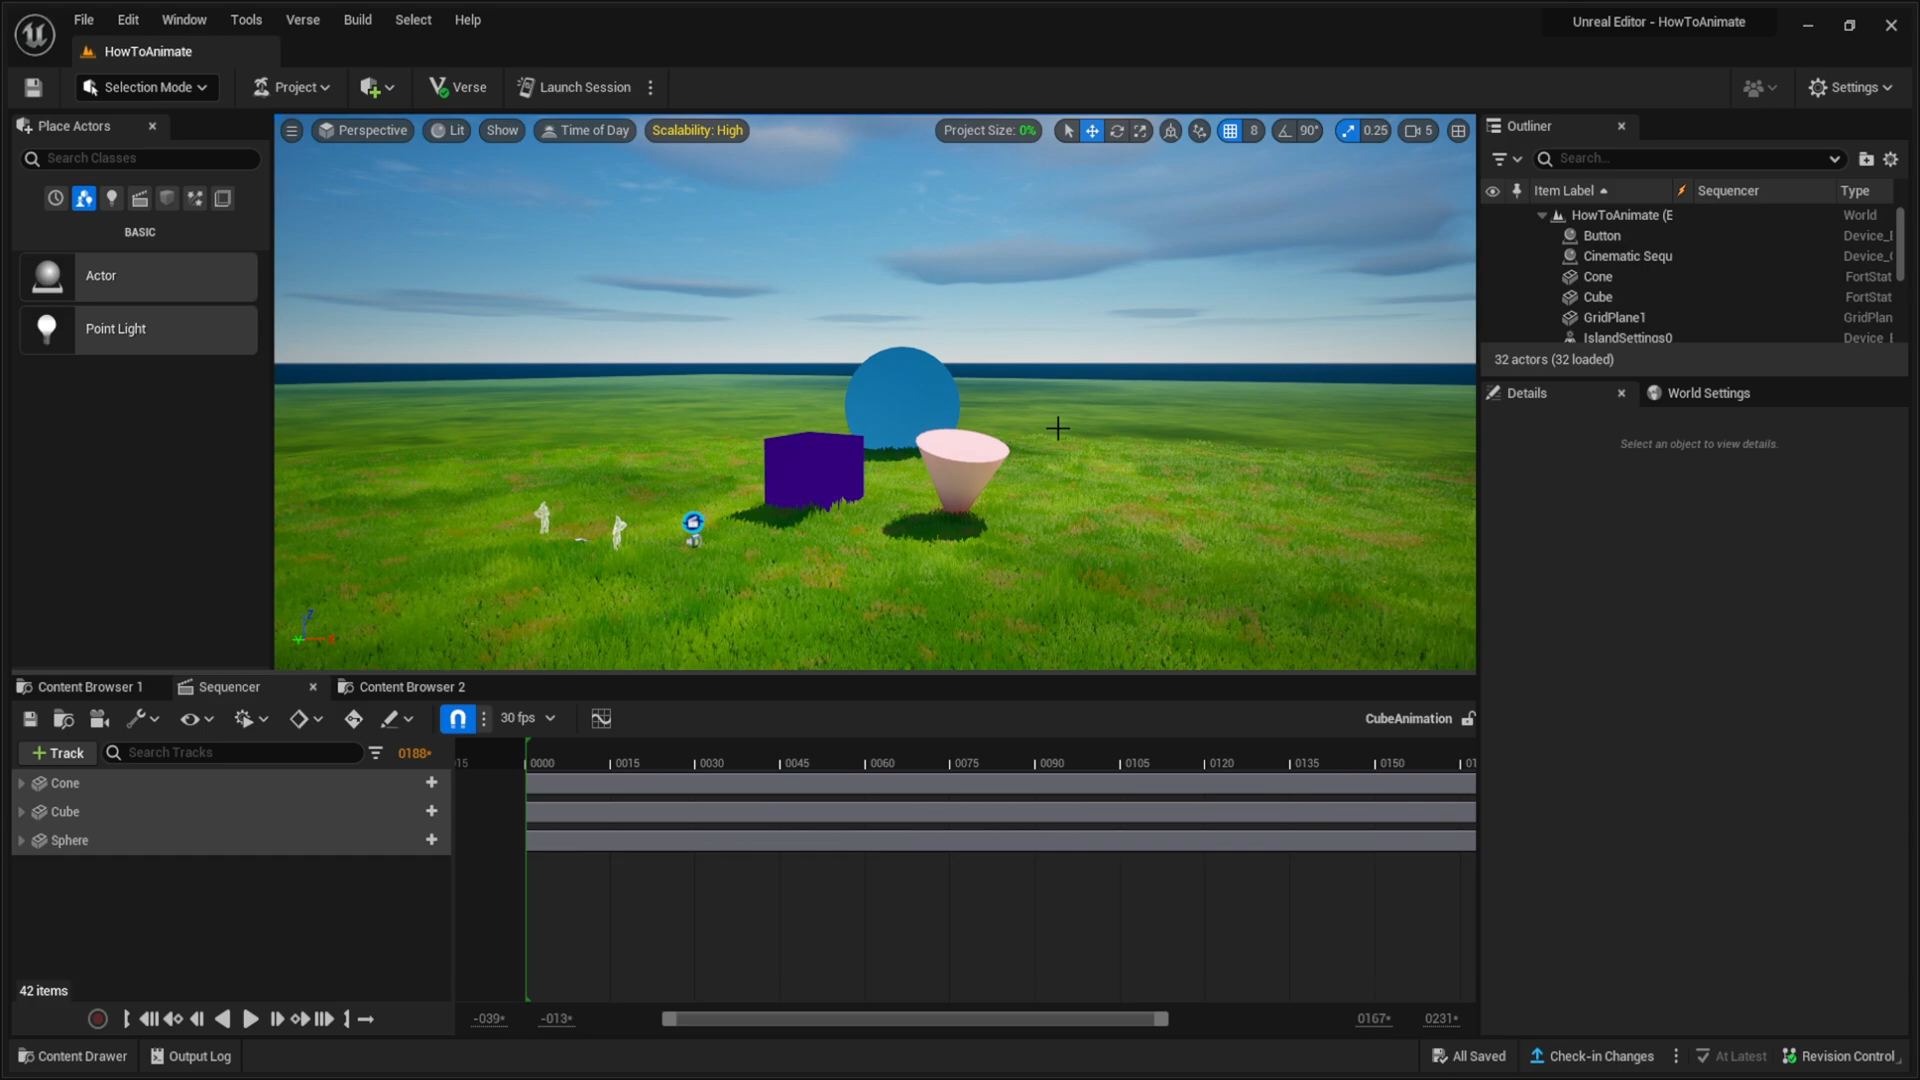 File Edit Window Tools Verse Build Select Help
Unreal Editor - HowToAnimate
HowToAnimate
Selection Mode
Project
Verse
Launch Session
Settings
Place Actors
Search Classes
BASIC
Actor
Point Light
Perspective
Lit
Show
Time of Day
Scalability: High
Project Size: 0%
8
90°
0.25
5
Outliner
Search...
Item Label
Sequencer
Type
HowToAnimate (E World
Button Device_
Cinematic Sequ Device_
Cone FortStat
Cube FortStat
GridPlane1 GridPlan
IslandSettings0 Device_
32 actors (32 loaded)
Details
World Settings
Select an object to view details.
Z
Content Browser 1
Sequencer
Content Browser 2
30 fps
CubeAnimation
Track
Search Tracks
0188*
15 0000 0015 0030 0045 0060 0075 0090 0105 0120 0135 0150 01
Cone
Cube
Sphere
42 items
-039* -013* 0167* 0231*
Content Drawer
Output Log
All Saved
Check-in Changes
At Latest
Revision Control